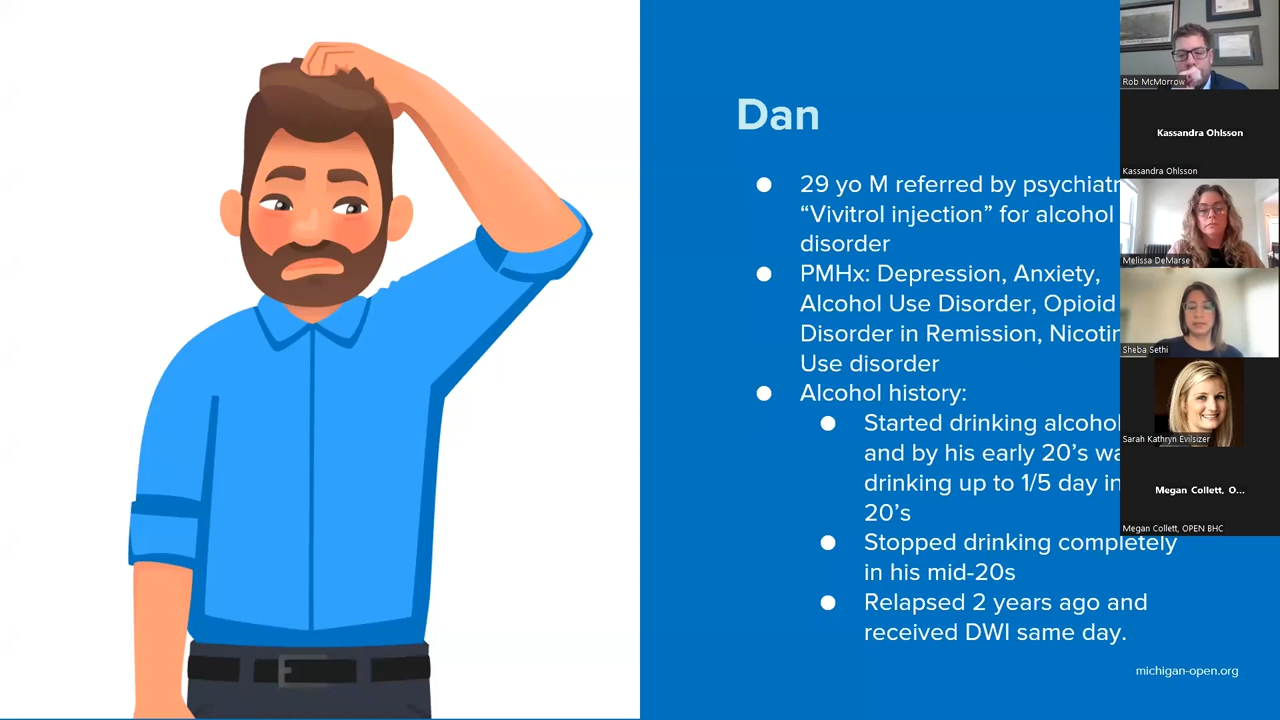 Dan
29 yo M referred by
“Vivitrol injection” for alcohol
disorder
PMHx: Depression, Anxiety,
Alcohol Use Disorder, Opioid
Disorder in Remission,
Use disorder
Alcohol history:
Started drinking alcohol
and by his early 20’s
drinking up to 1/5 day in
20’s
Stopped drinking completely
in his mid-20s
Relapsed 2 years ago and
received DWI same day.
michigan-open.org
Rob McMorrow
Kassandra Ohlsson
Kassandra Ohlsson
Melissa DeMarse
Sheba Sethi
Sarah Kathryn Evilsizer
Megan Collett, O...
Megan Collett, OPEN BHC